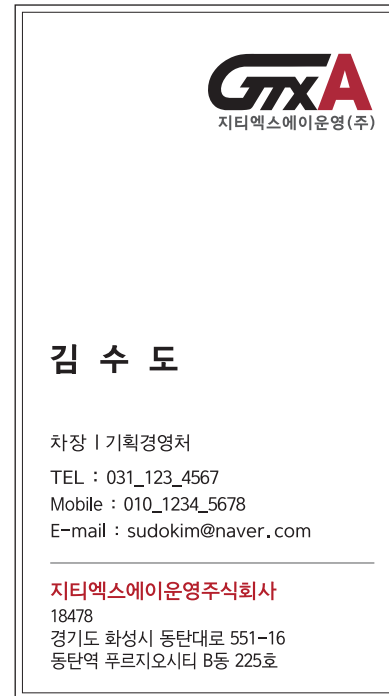 GTXA
지티엑스에이운영(주)
김 수 도
차장 | 기획경영처
TEL : 031_123_4567
Mobile : 010_1234_5678
E-mail : sudokim@naver.com
지티엑스에이운영주식회사
18478
경기도 화성시 동탄대로 551-16
동탄역 푸르지오시티 B동 225호